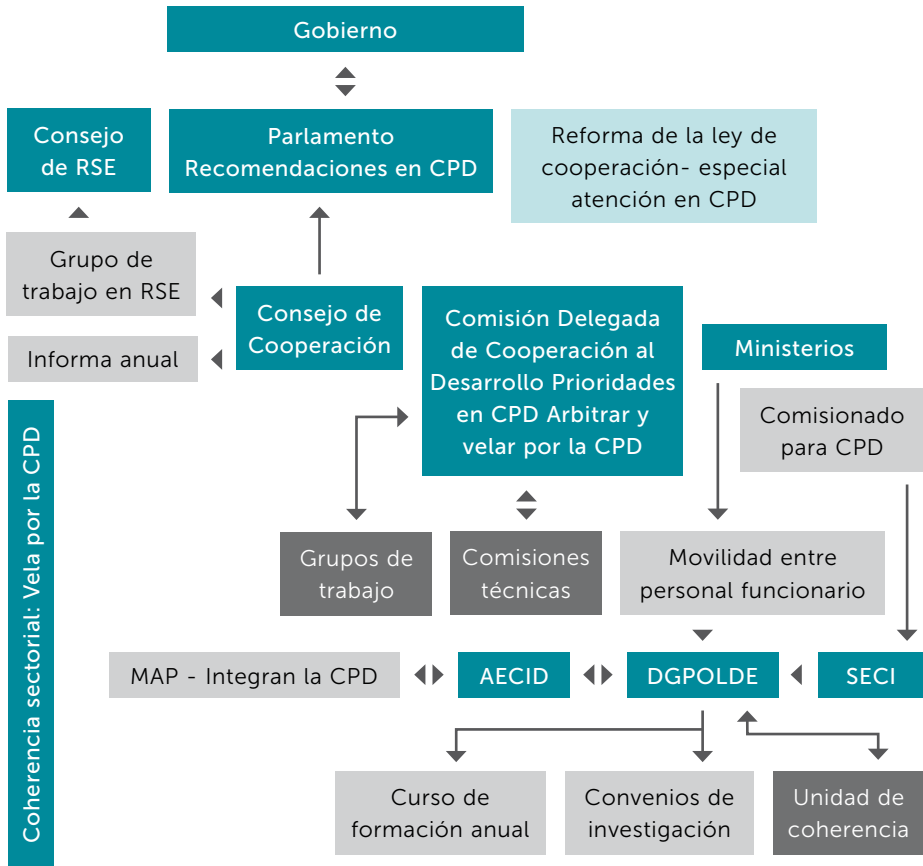 Gobierno
Consejo
de RSE
Parlamento
Recomendaciones en CPD
Reforma de la ley de
cooperación- especial
atención en CPD
Grupo de
trabajo en RSE
Informa anual
Consejo de
Cooperación
Comisión Delegada
de Cooperación al
Desarrollo Prioridades
en CPD Arbitrar y
velar por la CPD
Ministerios
Comisionado
para CPD
Coherencia sectorial: Vela por la CPD
Grupos de
trabajo
Comisiones
técnicas
Movilidad entre
personal funcionario
MAP - Integran la CPD
AECID
DGPOLDE
SECI
Curso de
formación anual
Convenios de
investigación
Unidad de
coherencia